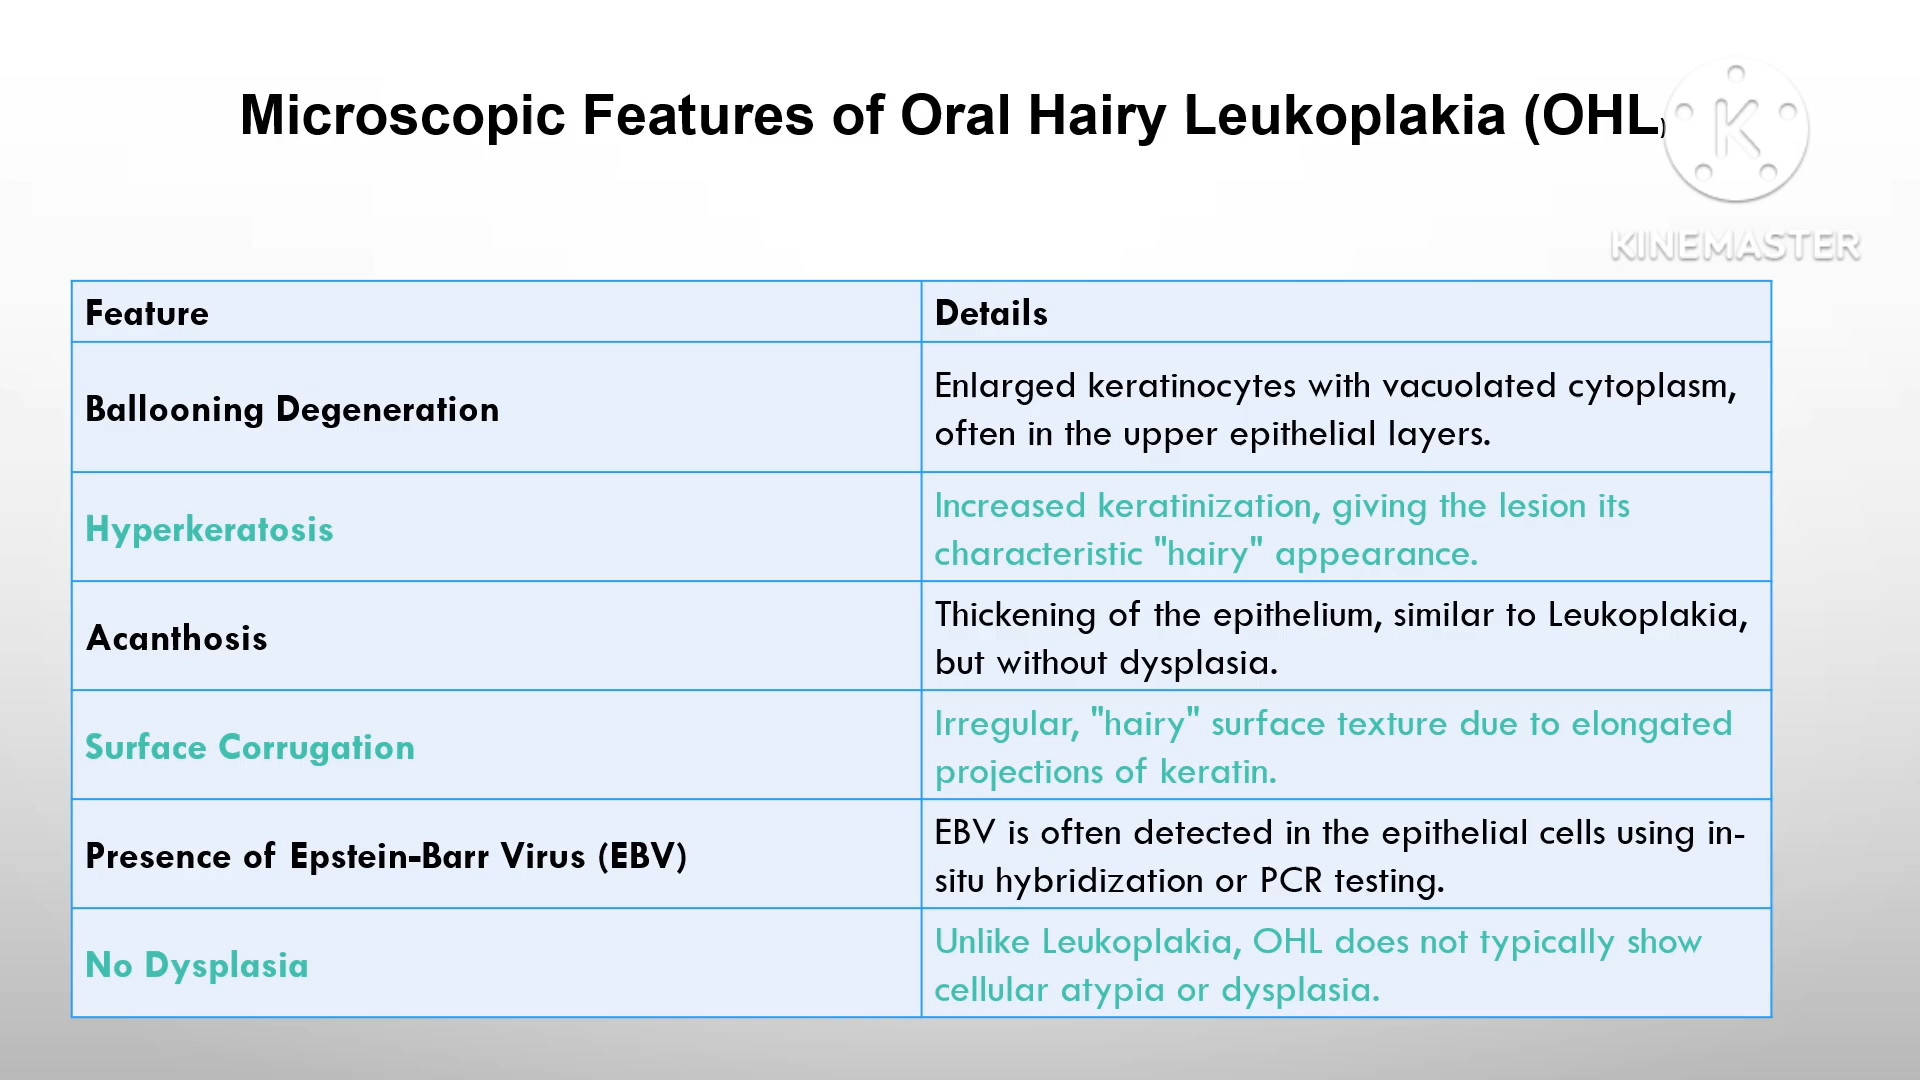 Microscopic Features of Oral Hairy Leukoplakia (OHL)
K
KINEMASTER
Feature
Details
Ballooning Degeneration
Enlarged keratinocytes with vacuolated cytoplasm,
often in the upper epithelial layers.
Hyperkeratosis
Increased keratinization, giving the lesion its
characteristic "hairy" appearance.
Acanthosis
Thickening of the epithelium, similar to Leukoplakia,
but without dysplasia.
Surface Corrugation
Irregular, "hairy" surface texture due to elongated
projections of keratin.
Presence of Epstein-Barr Virus (EBV)
EBV is often detected in the epithelial cells using in-
situ hybridization or PCR testing.
No Dysplasia
Unlike Leukoplakia, OHL does not typically show
cellular atypia or dysplasia.